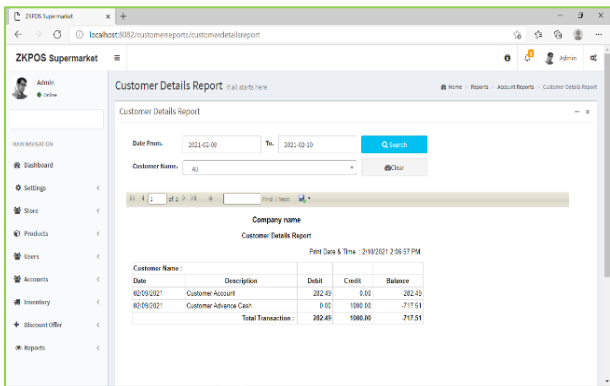 ZKPOS Supermarket
localhost:8082/customerreports/customerdetailsreport
ZKPOS Supermarket
Admin
Admin
Online
Customer Details Report it all starts here
Home > Reports > Account Reports > Customer Details Report
Customer Details Report
MAIN NAVIGATION
Dashboard
Settings
Store
Products
Users
Accounts
Inventory
Discount Offer
Reports
Date From. 2021-02-09 To. 2021-02-10 Search
Customer Name. All Clear
1 of 1 Find | Next
Company name
Customer Details Report
Print Date & Time : 2/10/2021 2:06:57 PM
Customer Name :
Date Description Debit Credit Balance
02/09/2021 Customer Account 282.49 0.00 282.49
02/09/2021 Customer Advance Cash 0.00 1000.00 -717.51
Total Transaction : 282.49 1000.00 -717.51